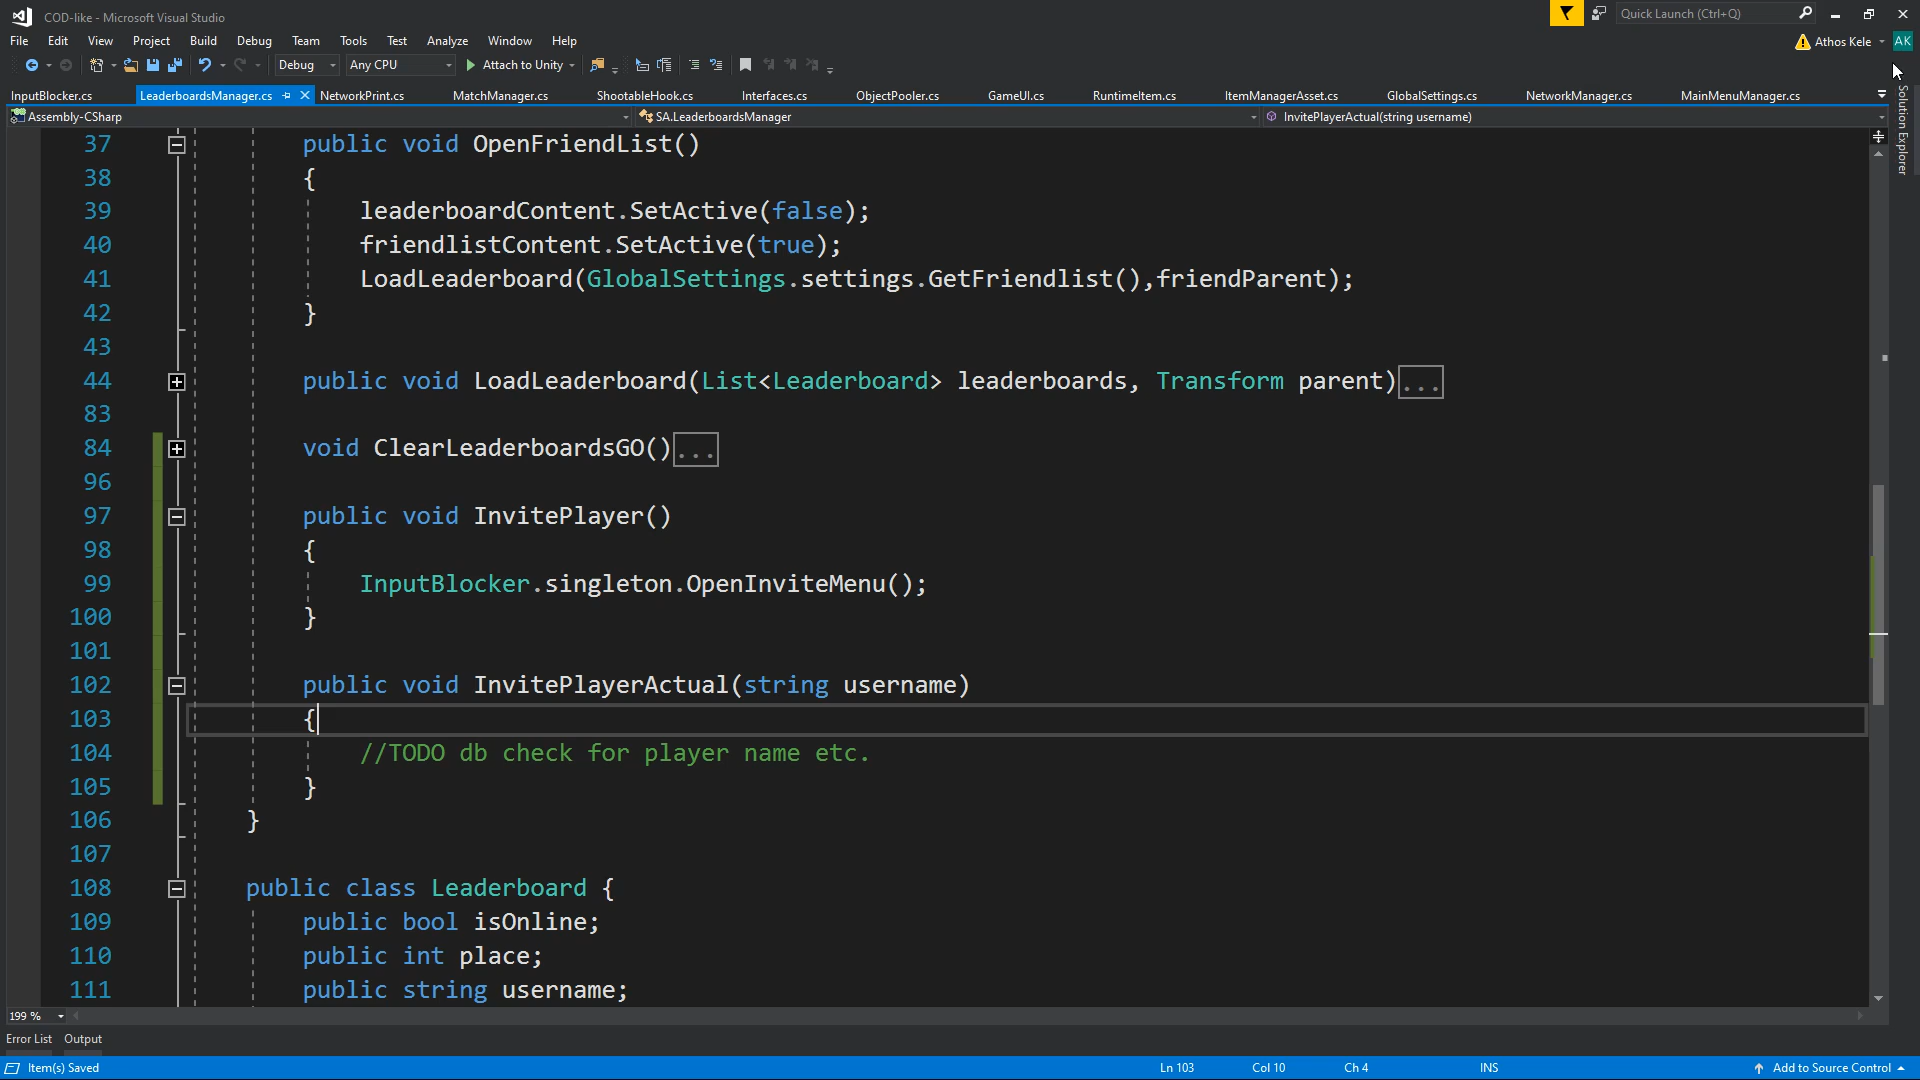 COD-like - Microsoft Visual Studio
Quick Launch (Ctrl+Q)
File Edit View Project Build Debug Team Tools Test Analyze Window Help
Athos Kele AK
Debug Any CPU Attach to Unity
InputBlocker.cs LeaderboardsManager.cs NetworkPrint.cs MatchManager.cs ShootableHook.cs Interfaces.cs ObjectPooler.cs GameUI.cs RuntimeItem.cs ItemManagerAsset.cs GlobalSettings.cs NetworkManager.cs MainMenuManager.cs
Solution Explorer
Assembly-CSharp SA.LeaderboardsManager InvitePlayerActual(string username)
37 public void OpenFriendList()
38 {
39 leaderboardContent.SetActive(false);
40 friendlistContent.SetActive(true);
41 LoadLeaderboard(GlobalSettings.settings.GetFriendlist(),friendParent);
42 }
43
44 public void LoadLeaderboard(List<Leaderboard> leaderboards, Transform parent)...
83
84 void ClearLeaderboardsGO()...
96
97 public void InvitePlayer()
98 {
99 InputBlocker.singleton.OpenInviteMenu();
100 }
101
102 public void InvitePlayerActual(string username)
103 {
104 //TODO db check for player name etc.
105 }
106 }
107
108 public class Leaderboard {
109 public bool isOnline;
110 public int place;
111 public string username;
199 %
Error List Output
Item(s) Saved Ln 103 Col 10 Ch 4 INS Add to Source Control